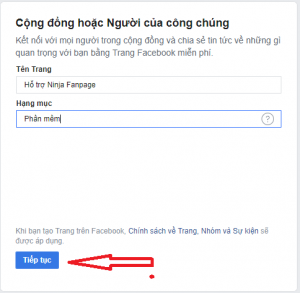 Cộng đồng hoặc Người của công chúng
Kết nối với mọi người trong cộng đồng và chia sẻ tin tức về những gì
quan trọng với bạn bằng Trang Facebook miễn phí.
Tên Trang
Hỗ trợ Ninja Fanpage
Hạng mục
Phần mềm
?
Khi bạn tạo Trang trên Facebook, Chính sách về Trang, Nhóm và Sự kiện sẽ
được áp dụng.
Tiếp tục